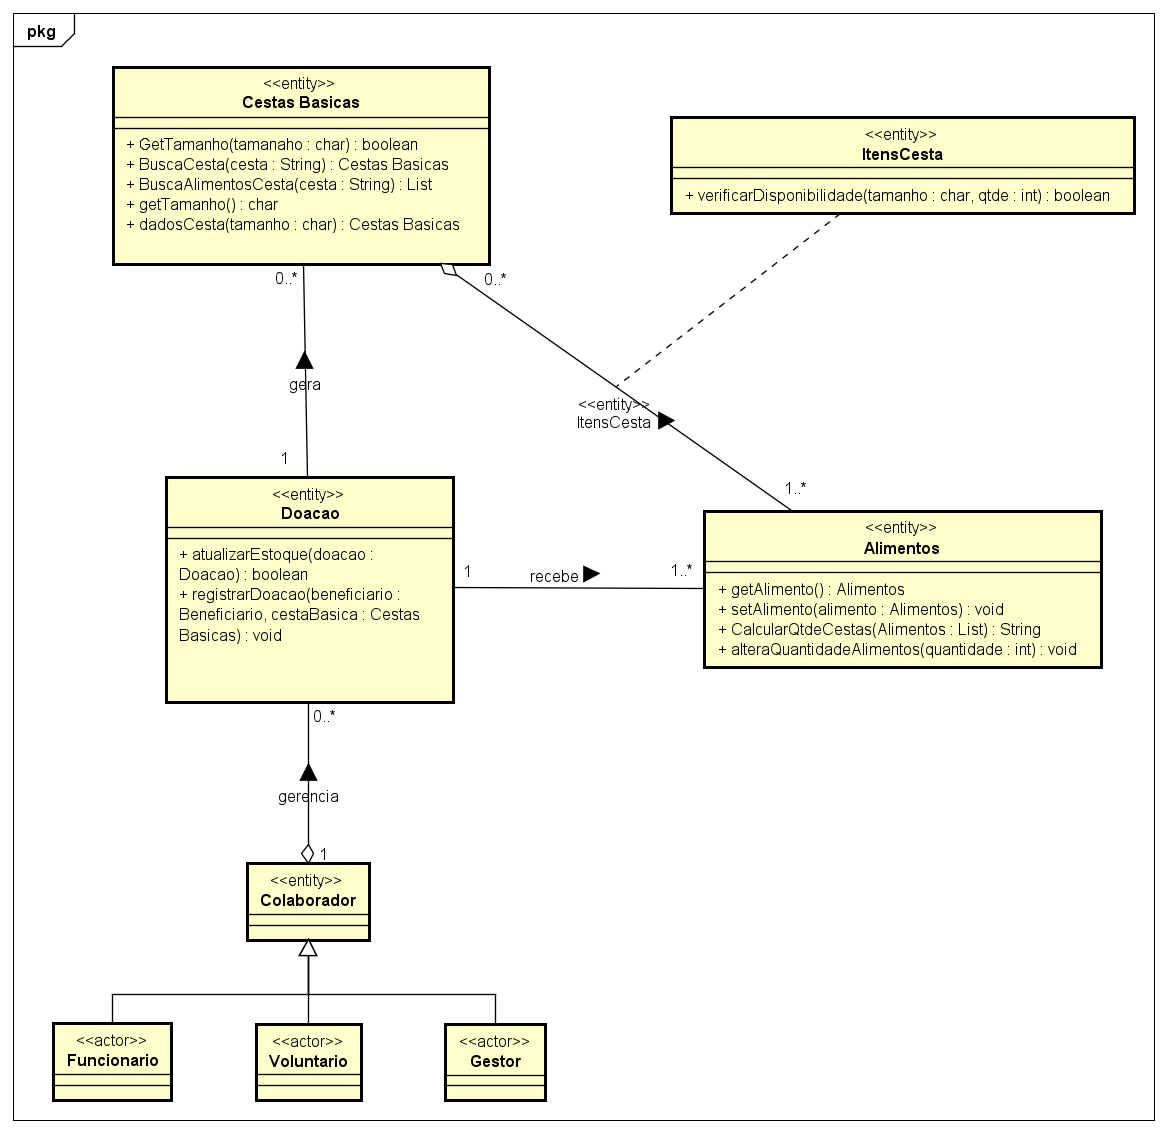 pkg
<<entity>>
Cestas Basicas
+ GetTamanho(tamanaho : char) : boolean
+ BuscaCesta(cesta : String) : Cestas Basicas
+ BuscaAlimentosCesta(cesta : String) : List
+ getTamanho() : char
+ dadosCesta(tamanho : char) : Cestas Basicas
<<entity>>
ItensCesta
+ verificarDisponibilidade(tamanho : char, qtde : int) : boolean
0..*
0..*
gera
<<entity>>
ItensCesta
1
1..*
<<entity>>
Doacao
+ atualizarEstoque(doacao :
Doacao) : boolean
+ registrarDoacao(beneficiario :
Beneficiario, cestaBasica : Cestas
Basicas) : void
1
recebe
1..*
<<entity>>
Alimentos
+ getAlimento() : Alimentos
+ setAlimento(alimento : Alimentos) : void
+ CalcularQtdeCestas(Alimentos : List) : String
+ alteraQuantidadeAlimentos(quantidade : int) : void
0..*
gerencia
1
<<entity>>
Colaborador
<<actor>>
Funcionario
<<actor>>
Voluntario
<<actor>>
Gestor